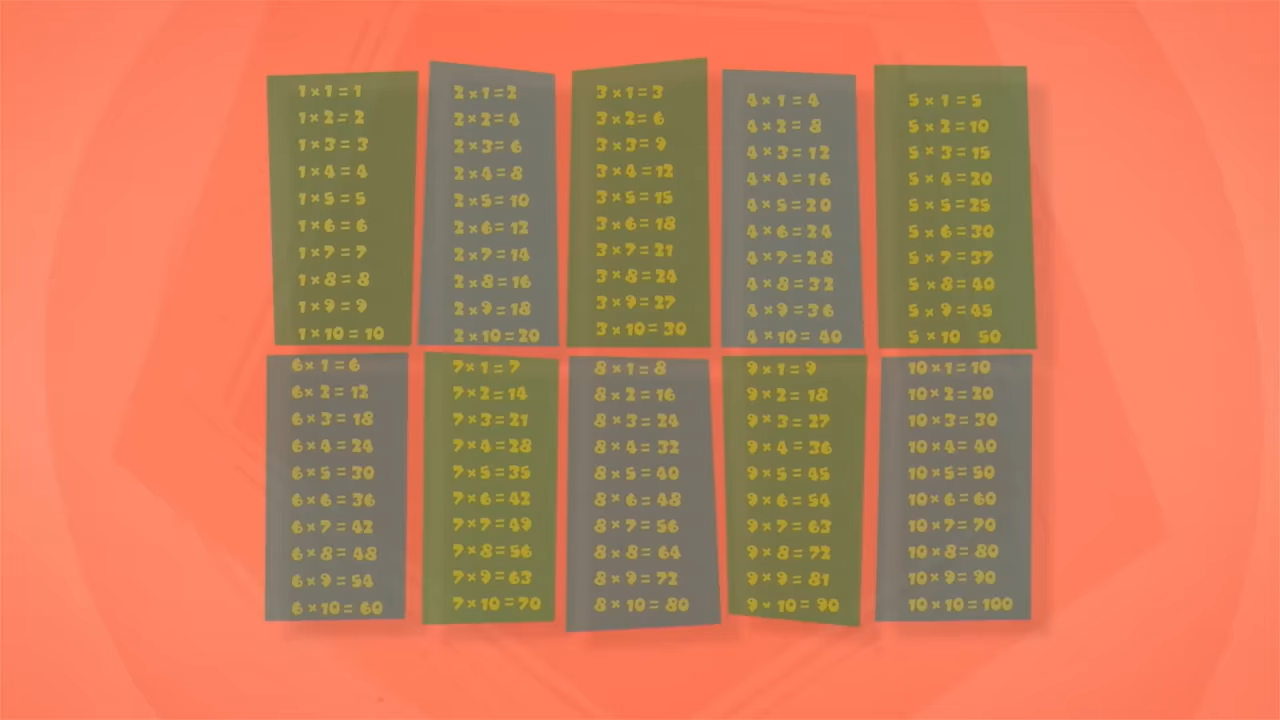 1 × 1 = 1
1 × 2 = 2
1 × 3 = 3
1 × 4 = 4
1 × 5 = 5
1 × 6 = 6
1 × 7 = 7
1 × 8 = 8
1 × 9 = 9
1 × 10 = 10
2 × 1 = 2
2 × 2 = 4
2 × 3 = 6
2 × 4 = 8
2 × 5 = 10
2 × 6 = 12
2 × 7 = 14
2 × 8 = 16
2 × 9 = 18
2 × 10 = 20
3 × 1 = 3
3 × 2 = 6
3 × 3 = 9
3 × 4 = 12
3 × 5 = 15
3 × 6 = 18
3 × 7 = 21
3 × 8 = 24
3 × 9 = 27
3 × 10 = 30
4 × 1 = 4
4 × 2 = 8
4 × 3 = 12
4 × 4 = 16
4 × 5 = 20
4 × 6 = 24
4 × 7 = 28
4 × 8 = 32
4 × 9 = 36
4 × 10 = 40
5 × 1 = 5
5 × 2 = 10
5 × 3 = 15
5 × 4 = 20
5 × 5 = 25
5 × 6 = 30
5 × 7 = 37
5 × 8 = 40
5 × 9 = 45
5 × 10 50
6 × 1 = 6
6 × 2 = 12
6 × 3 = 18
6 × 4 = 24
6 × 5 = 30
6 × 6 = 36
6 × 7 = 42
6 × 8 = 48
6 × 9 = 54
6 × 10 = 60
7 × 1 = 7
7 × 2 = 14
7 × 3 = 21
7 × 4 = 28
7 × 5 = 35
7 × 6 = 42
7 × 7 = 49
7 × 8 = 56
7 × 9 = 63
7 × 10 = 70
8 × 1 = 8
8 × 2 = 16
8 × 3 = 24
8 × 4 = 32
8 × 5 = 40
8 × 6 = 48
8 × 7 = 56
8 × 8 = 64
8 × 9 = 72
8 × 10 = 80
9 × 1 = 9
9 × 2 = 18
9 × 3 = 27
9 × 4 = 36
9 × 5 = 45
9 × 6 = 54
9 × 7 = 63
9 × 8 = 72
9 × 9 = 81
9 × 10 = 90
10 × 1 = 10
10 × 2 = 20
10 × 3 = 30
10 × 4 = 40
10 × 5 = 50
10 × 6 = 60
10 × 7 = 70
10 × 8 = 80
10 × 9 = 90
10 × 10 = 100